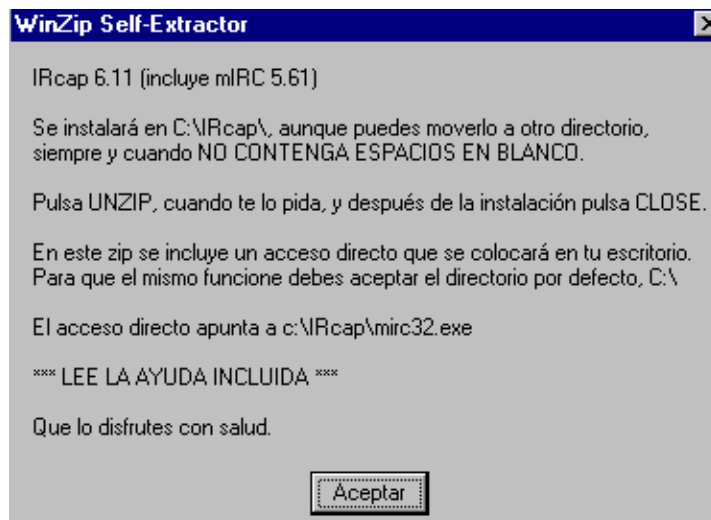 WinZip Self-Extractor
IRcap 6.11 (incluye mIRC 5.61)
Se instalará en C:\IRcap\, aunque puedes moverlo a otro directorio,
siempre y cuando NO CONTENGA ESPACIOS EN BLANCO.
Pulsa UNZIP, cuando te lo pida, y después de la instalación pulsa CLOSE.
En este zip se incluye un acceso directo que se colocará en tu escritorio.
Para que el mismo funcione debes aceptar el directorio por defecto, C:\
El acceso directo apunta a c:\IRcap\mirc32.exe
*** LEE LA AYUDA INCLUIDA ***
Que lo disfrutes con salud.
Aceptar